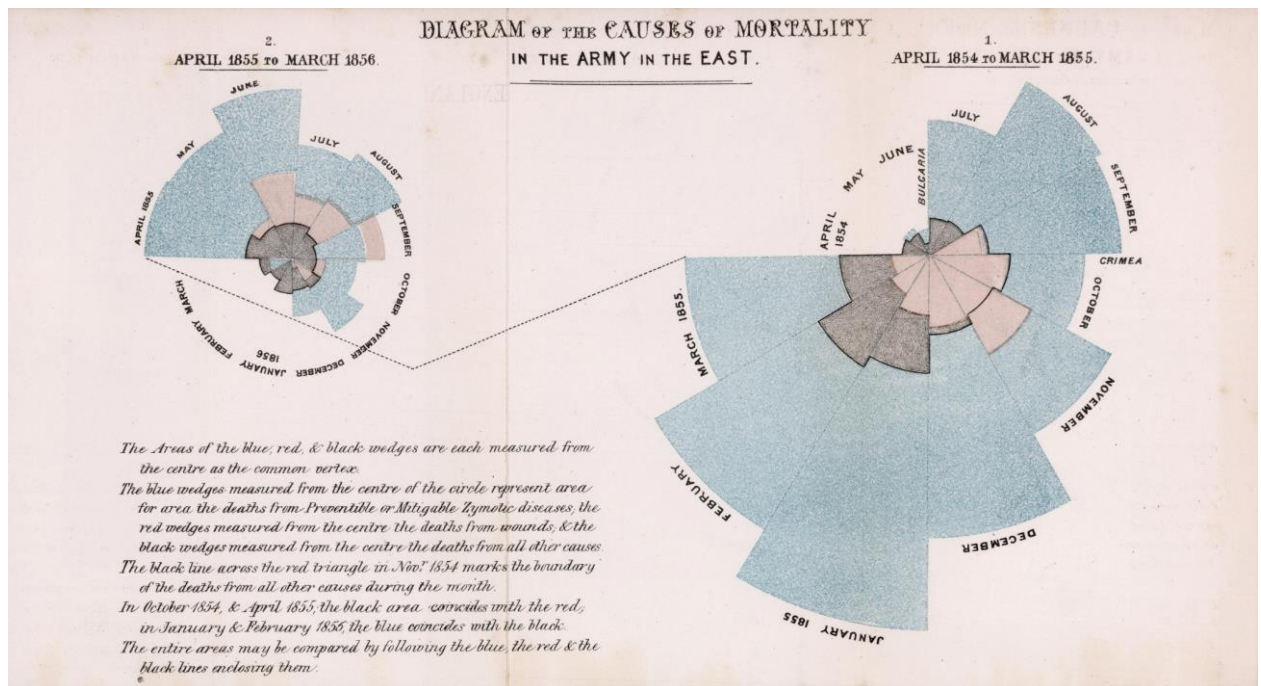 DIAGRAM OF THE CAUSES OF MORTALITY
IN THE ARMY IN THE EAST.
2.
APRIL 1855 TO MARCH 1856.
JUNE
JULY
MAY
AUGUST
APRIL 1855
SEPTEMBER
OCTOBER
NOVEMBER
DECEMBER
JANUARY
1856
FEBRUARY
MARCH
1.
APRIL 1854 TO MARCH 1855.
APRIL
1854
MAY
JUNE
BULGARIA
JULY
AUGUST
SEPTEMBER
CRIMEA
OCTOBER
NOVEMBER
DECEMBER
JANUARY 1855
FEBRUARY
MARCH 1855.
The Areas of the blue, red, & black wedges are each measured from
the centre as the common vertex.
The blue wedges measured from the centre of the circle represent area
for area the deaths from Preventible or Mitigable Zymotic diseases; the
red wedges measured from the centre the deaths from wounds; & the
black wedges measured from the centre the deaths from all other causes.
The black line across the red triangle in Novr. 1854 marks the boundary
of the deaths from all other causes during the month.
In October 1854, & April 1855, the black area coincides with the red;
in January & February 1856, the blue coincides with the black.
The entire areas may be compared by following the blue, the red & the
black lines enclosing them.